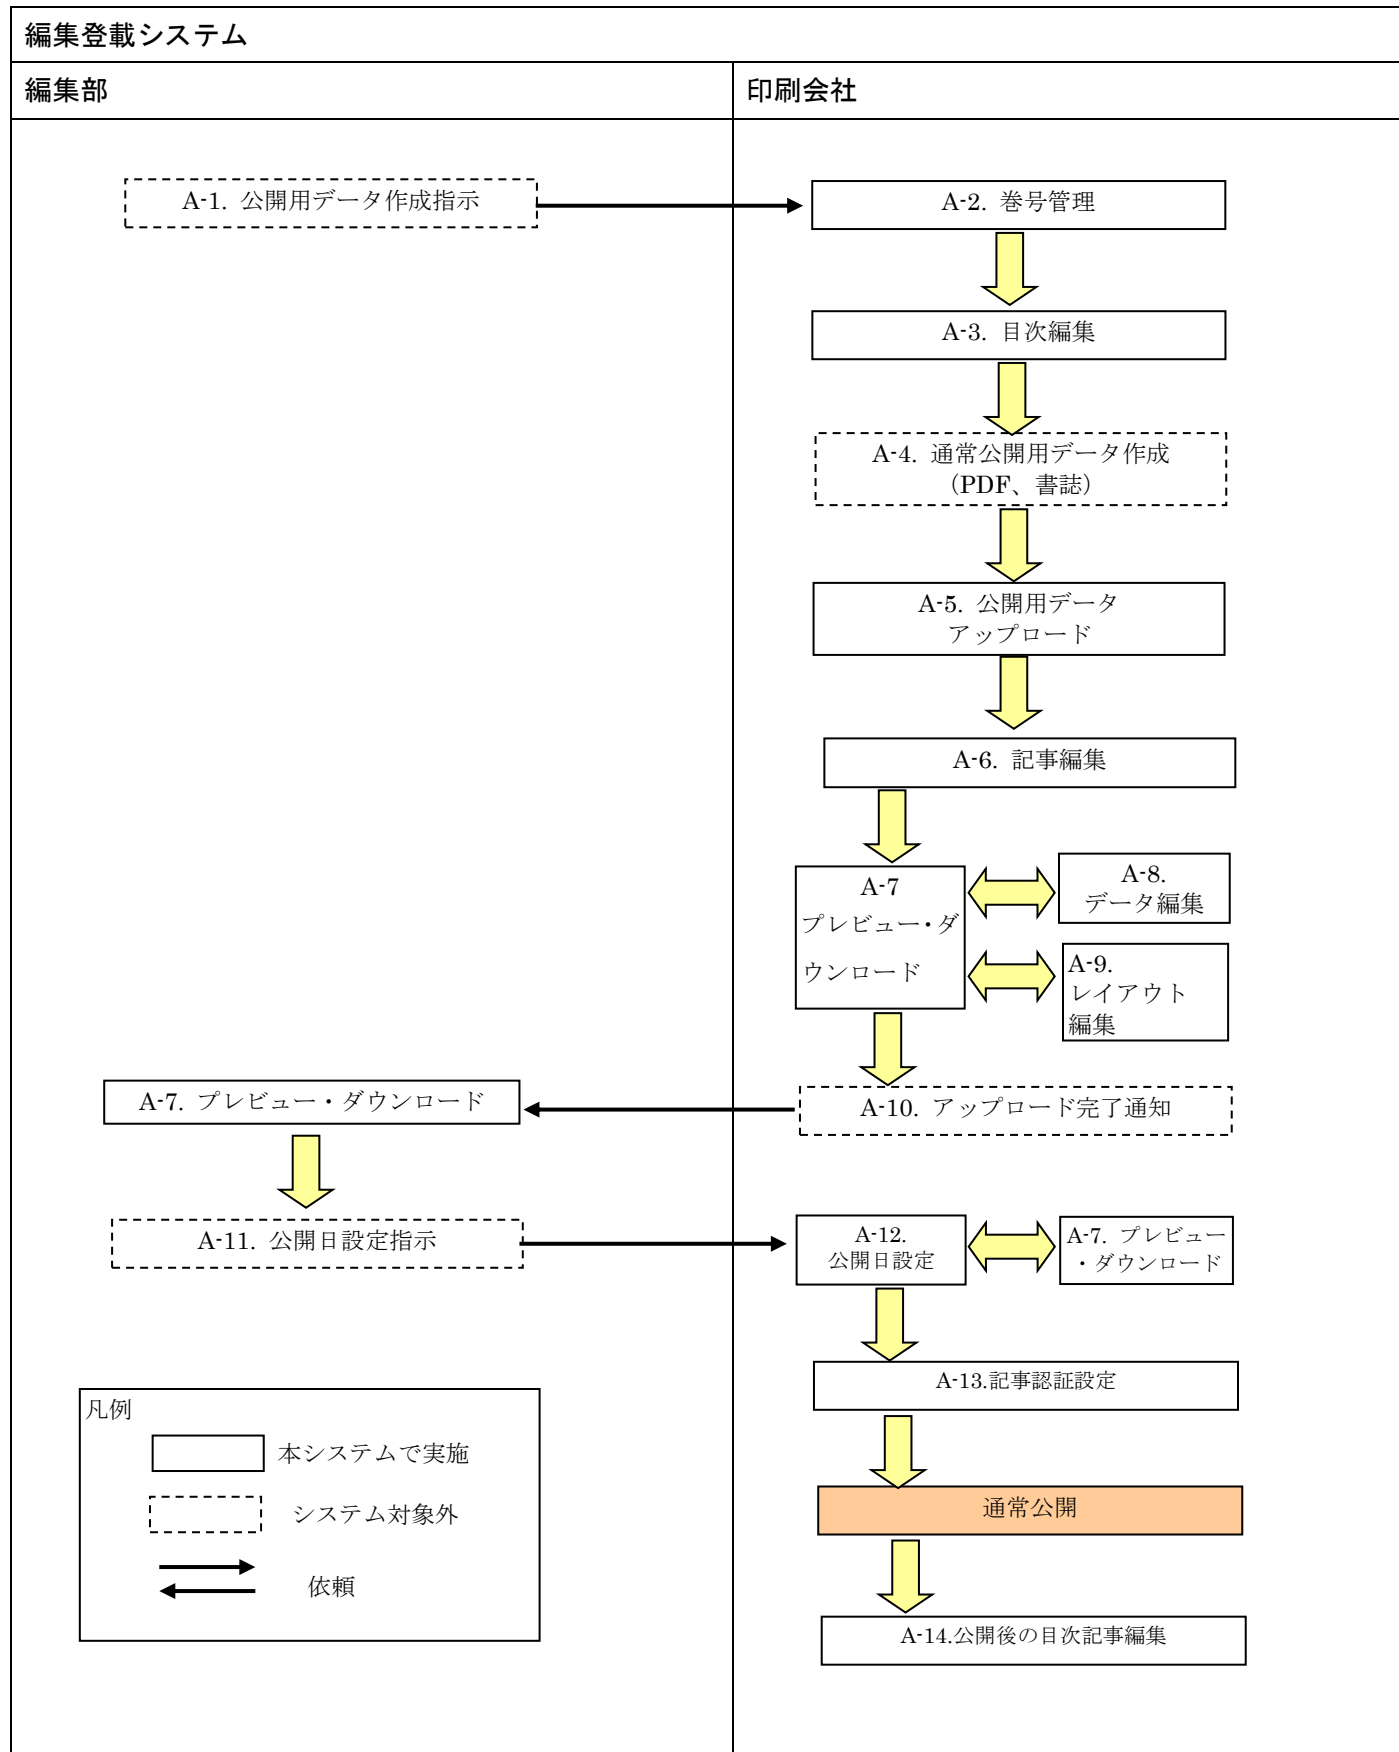 編集登載システム
編集部
印刷会社
A-1. 公開用データ作成指示
A-2. 巻号管理
A-3. 目次編集
A-4. 通常公開用データ作成
（PDF、書誌）
A-5. 公開用データ
アップロード
A-6. 記事編集
A-7
プレビュー・ダ
ウンロード
A-8.
データ編集
A-9.
レイアウト
編集
A-7. プレビュー・ダウンロード
A-10. アップロード完了通知
A-11. 公開日設定指示
A-12.
公開日設定
A-7. プレビュー
・ダウンロード
A-13.記事認証設定
凡例
本システムで実施
システム対象外
依頼
通常公開
A-14.公開後の目次記事編集